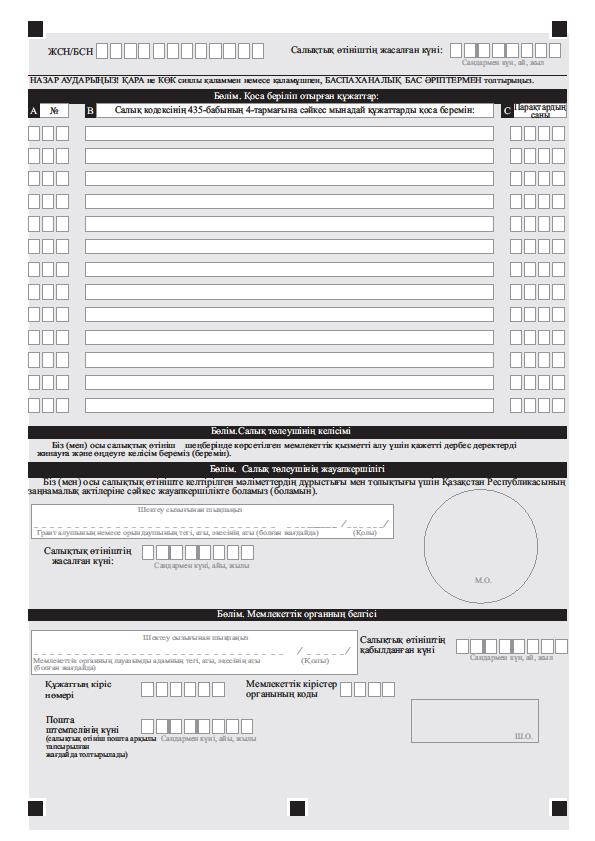 ЖСН/БСН
Салықтық өтініштің жасалған күні:
Сандармен күн, ай, жыл
НАЗАР АУДАРЫҢЫЗ! ҚАРА не КӨК сиялы қаламмен немесе қаламұшпен, БАСПАХАНАЛЫҚ БАС ӘРІПТЕРМЕН толтырыңыз.
Бөлім. Қоса беріліп отырған құжаттар:
A № B Салық кодексінің 435-бабының 4-тармағына сәйкес мынадай құжаттарды қоса беремін: C Парақтардың
саны
Бөлім.Салық төлеушінің келісімі
Біз (мен) осы салықтық өтініш шеңберінде көрсетілген мемлекеттік қызметті алу үшін қажетті дербес деректерді
жинауға және өңдеуге келісім береміз (беремін).
Бөлім. Салық төлеушінің жауапкершілігі
Біз (мен) осы салықтық өтініште келтірілген мәліметтердің дұрыстығы мен толықтығы үшін Қазақстан Республикасының
заңнамалық актілеріне сәйкес жауапкершілікте боламыз (боламын).
Шектеу сызығынан шықпаңыз
Грант алушының немесе орындаушының тегі, аты, әкесінің аты (болған жағдайда) (Қолы)
Салықтық өтініштің
жасалған күні:
Сандармен күні, айы, жылы
М.О.
Бөлім. Мемлекеттік органның белгісі
Шектеу сызығынан шықпаңыз
Мемлекеттік органның лауазымды адамның тегі, аты, әкесінің аты
(болған жағдайда)
(Қолы)
Салықтық өтініштің
қабылданған күні
Сандармен күн, ай, жыл
Құжаттың кіріс
нөмірі
Мемлекеттік кірістер
органының коды
Пошта
штемпелінің күні
(салықтық өтініш пошта арқылы
тапсырылған
жағдайда толтырылады)
Сандармен күні, айы, жылы
Ш.О.